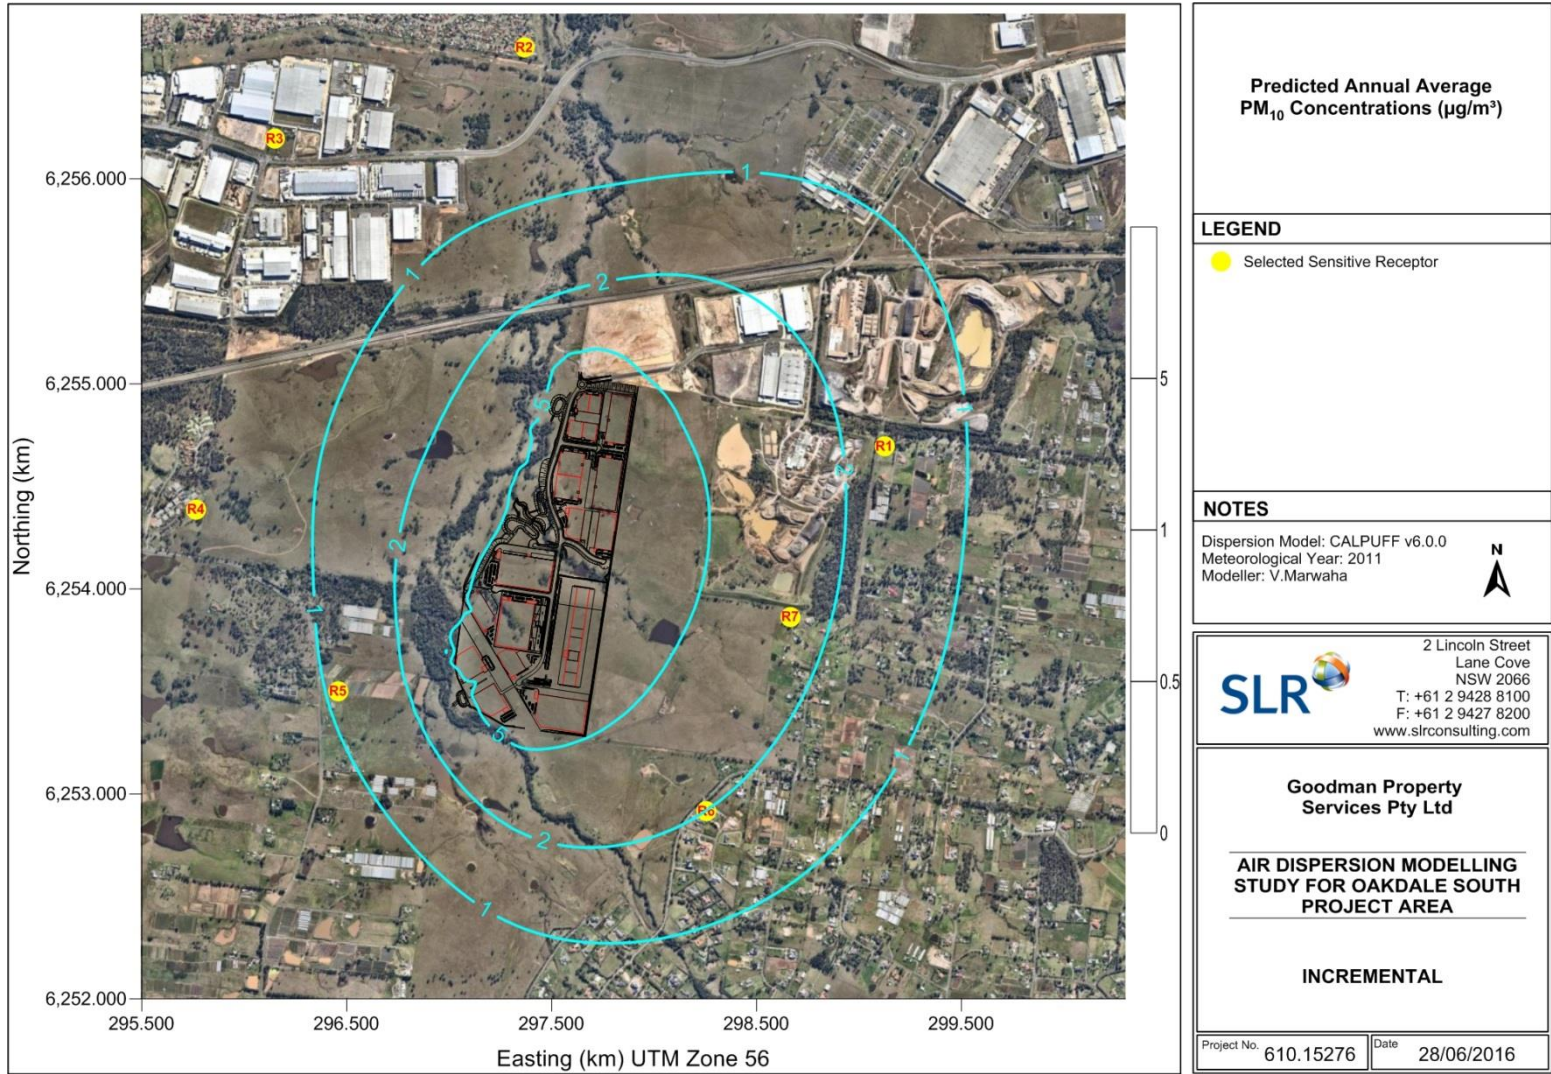 R2
R3
6,256.000
1
1
2
6,255.000
5
5
1
R1
2
R4
1
2
6,254.000
1
R7
R5
0.5
5
1
6,253.000
R6
2
0
1
6,252.000
295.500
296.500
297.500
298.500
299.500
Northing (km)
Easting (km) UTM Zone 56
Predicted Annual Average
PM₁₀ Concentrations (µg/m³)
LEGEND
Selected Sensitive Receptor
NOTES
Dispersion Model: CALPUFF v6.0.0
Meteorological Year: 2011
Modeller: V.Marwaha
N
SLR
2 Lincoln Street
Lane Cove
NSW 2066
T: +61 2 9428 8100
F: +61 2 9427 8200
www.slrconsulting.com
Goodman Property
Services Pty Ltd
AIR DISPERSION MODELLING
STUDY FOR OAKDALE SOUTH
PROJECT AREA
INCREMENTAL
Project No. 610.15276
Date 28/06/2016